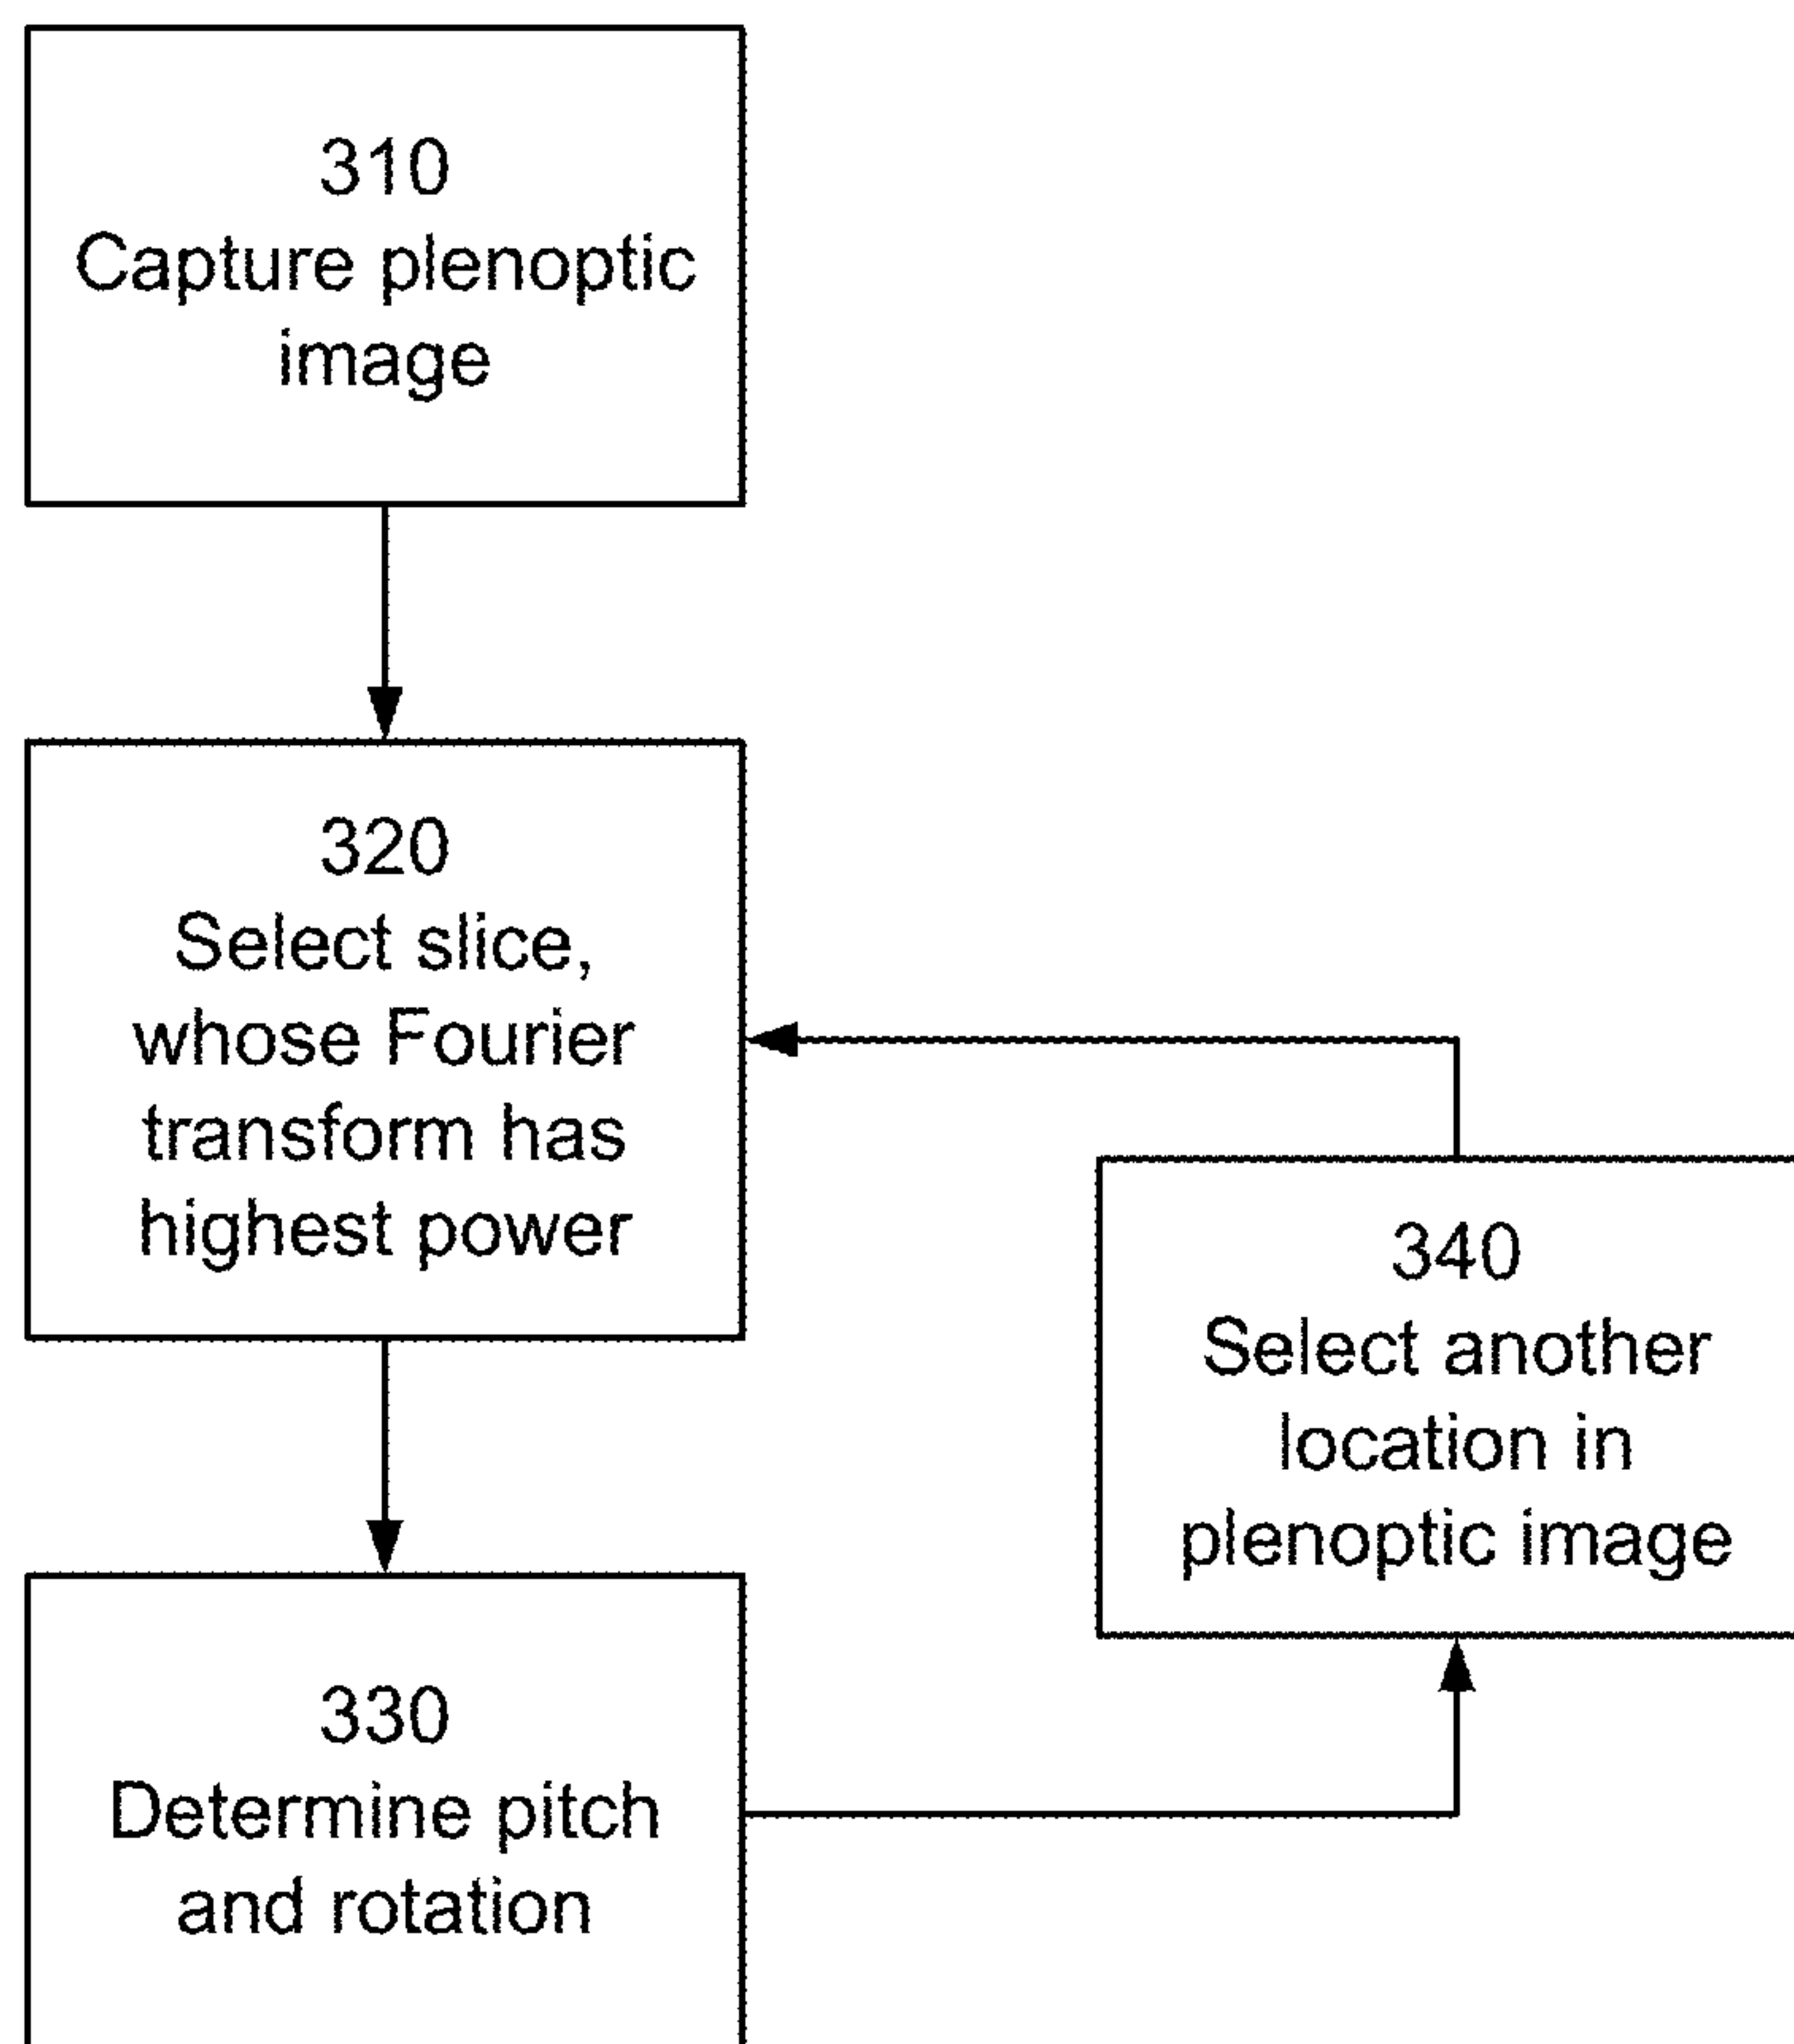 310
Capture plenoptic
image
320
Select slice,
whose Fourier
transform has
highest power
340
Select another
location in
plenoptic image
330
Determine pitch
and rotation